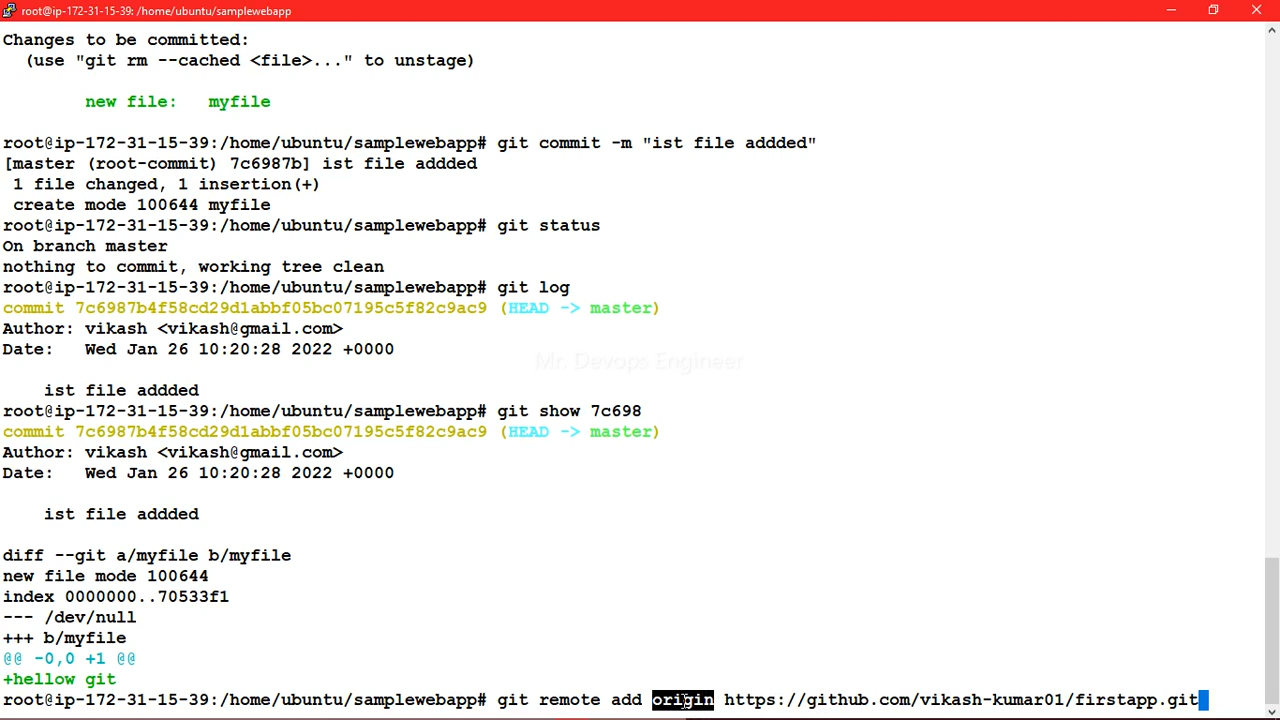 root@ip-172-31-15-39: /home/ubuntu/samplewebapp
Changes to be committed:
  (use "git rm --cached <file>..." to unstage)
        new file:   myfile
root@ip-172-31-15-39:/home/ubuntu/samplewebapp# git commit -m "ist file addded"
[master (root-commit) 7c6987b] ist file addded
 1 file changed, 1 insertion(+)
 create mode 100644 myfile
root@ip-172-31-15-39:/home/ubuntu/samplewebapp# git status
On branch master
nothing to commit, working tree clean
root@ip-172-31-15-39:/home/ubuntu/samplewebapp# git log
commit 7c6987b4f58cd29d1abbf05bc07195c5f82c9ac9 (HEAD -> master)
Author: vikash <vikash@gmail.com>
Date:   Wed Jan 26 10:20:28 2022 +0000
Mr. Devops Engineer
    ist file addded
root@ip-172-31-15-39:/home/ubuntu/samplewebapp# git show 7c698
commit 7c6987b4f58cd29d1abbf05bc07195c5f82c9ac9 (HEAD -> master)
Author: vikash <vikash@gmail.com>
Date:   Wed Jan 26 10:20:28 2022 +0000
    ist file addded
diff --git a/myfile b/myfile
new file mode 100644
index 0000000..70533f1
--- /dev/null
+++ b/myfile
@@ -0,0 +1 @@
+hellow git
root@ip-172-31-15-39:/home/ubuntu/samplewebapp# git remote add origin https://github.com/vikash-kumar01/firstapp.git